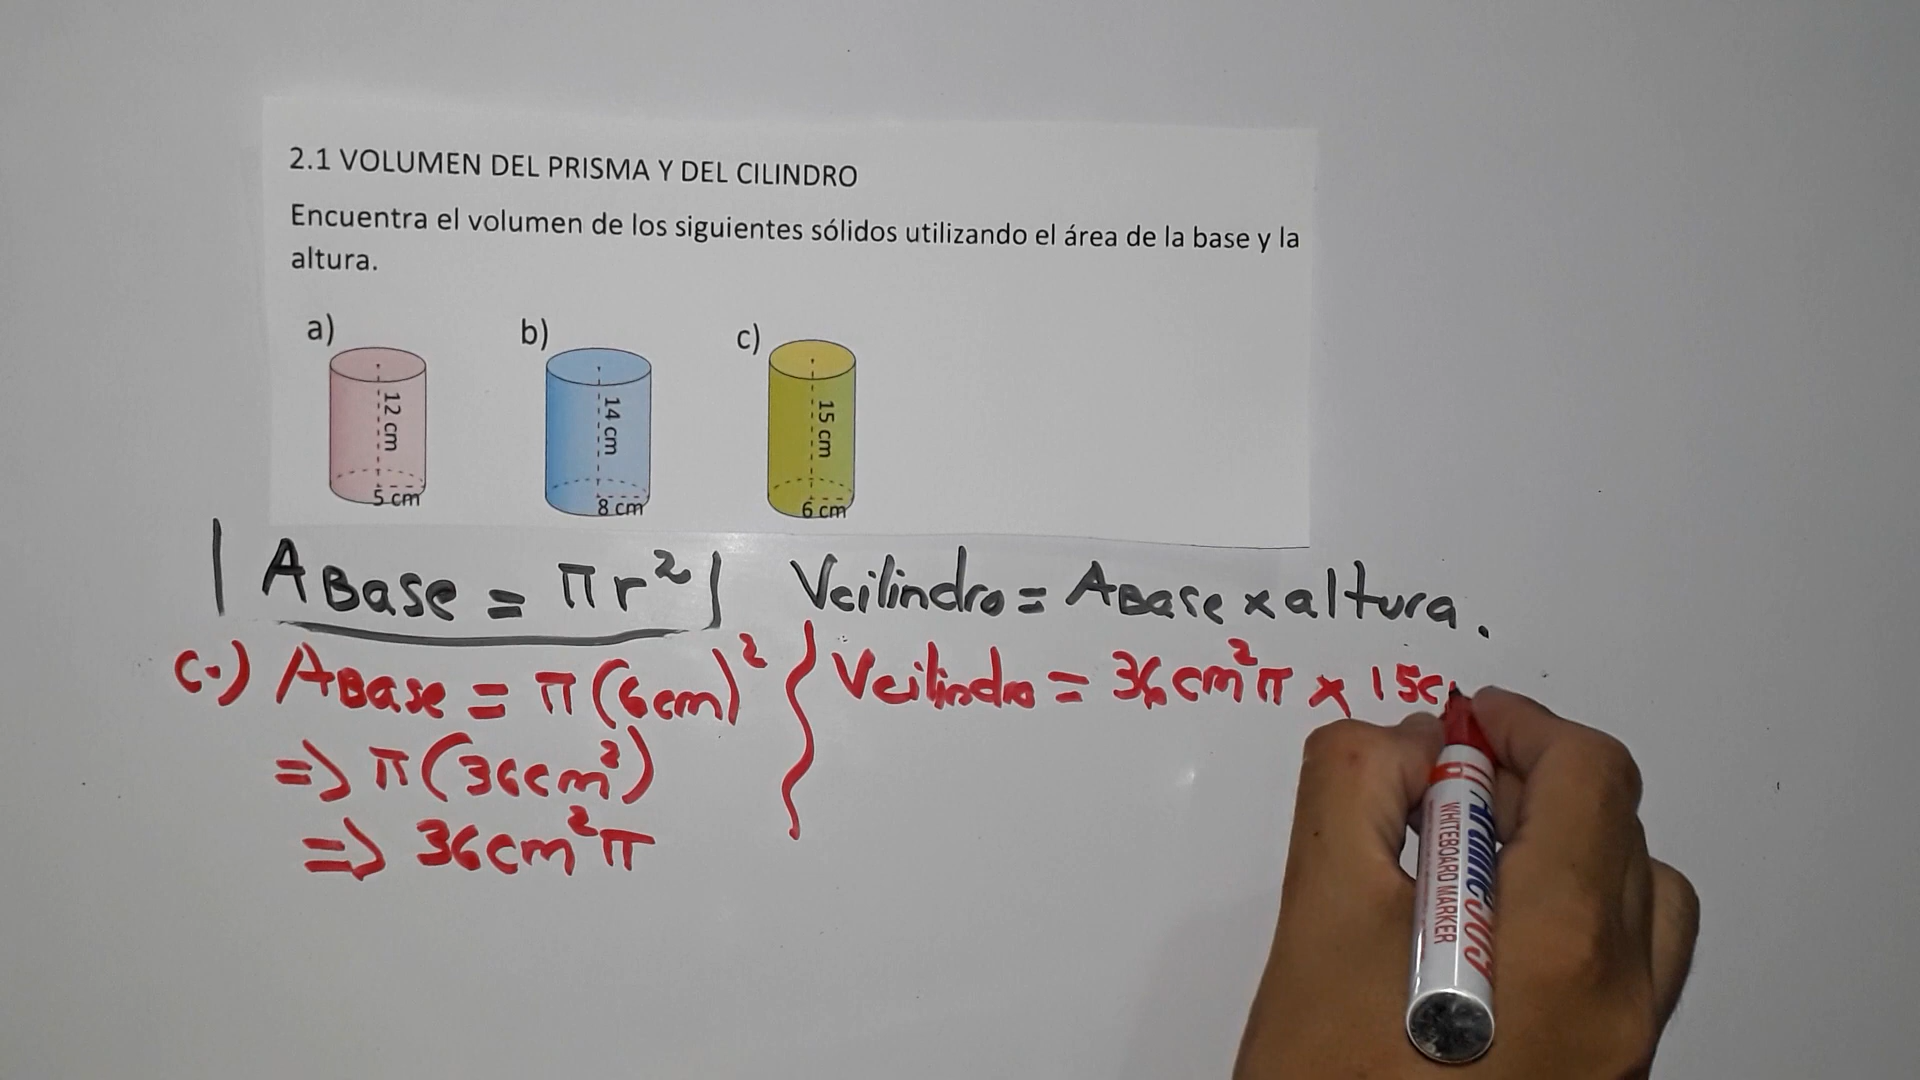 2.1 VOLUMEN DEL PRISMA Y DEL CILINDRO
Encuentra el volumen de los siguientes sólidos utilizando el área de la base y la
altura.
a) b) c)
12 cm 14 cm 15 cm
5 cm 8 cm 6 cm
| ABase = πr² | Vcilindro = ABase x altura.
c.) ABase = π(6cm)² } Vcilindro = 36cm²π x 15c
=> π(36cm²)
=> 36cm²π
WHITEBOARD MARKER